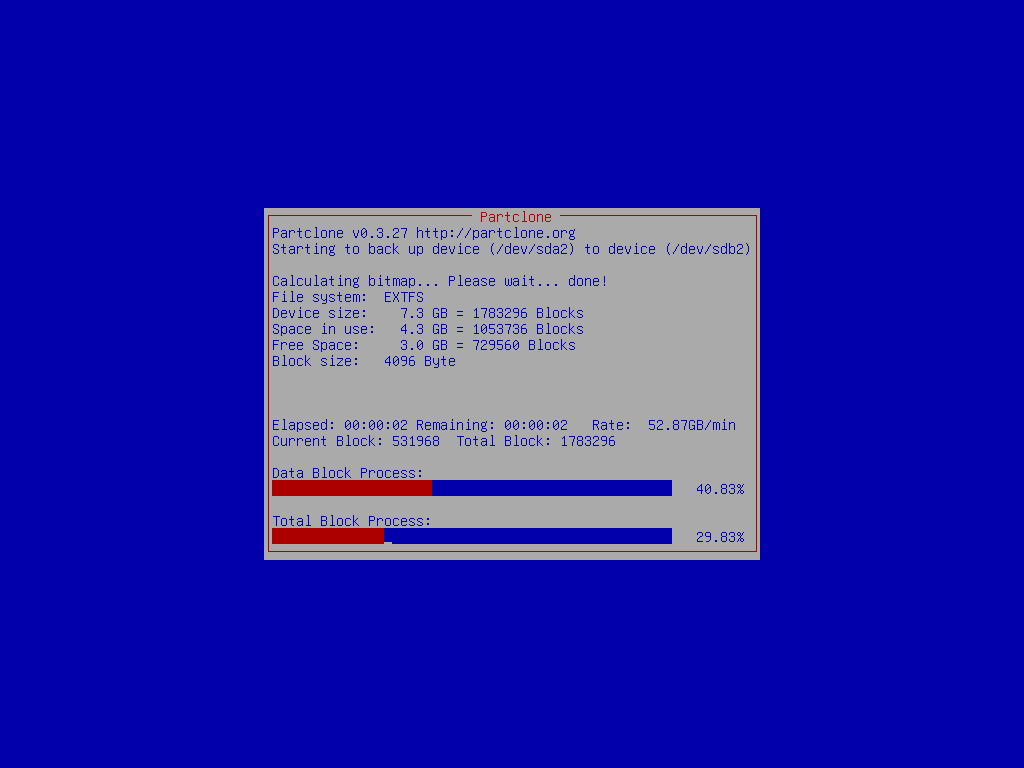 Partclone
Partclone v0.3.27 http://partclone.org
Starting to back up device (/dev/sda2) to device (/dev/sdb2)
Calculating bitmap... Please wait... done!
File system:  EXTFS
Device size:    7.3 GB = 1783296 Blocks
Space in use:   4.3 GB = 1053736 Blocks
Free Space:     3.0 GB = 729560 Blocks
Block size:   4096 Byte
Elapsed: 00:00:02 Remaining: 00:00:02   Rate:  52.87GB/min
Current Block: 531968  Total Block: 1783296
Data Block Process:
40.83%
Total Block Process:
29.83%